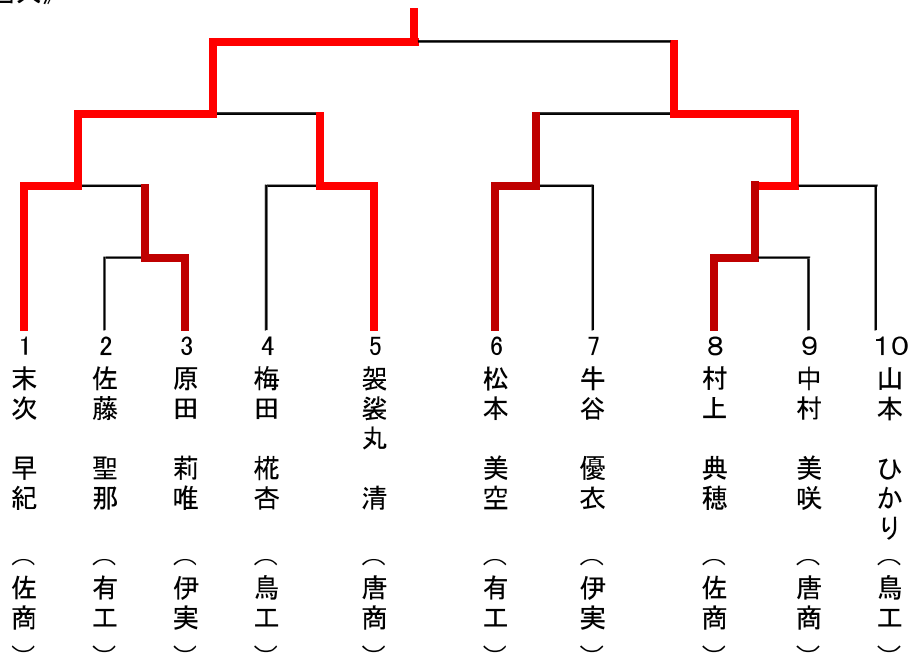 1 末次 早紀 （佐商）
2 佐藤 聖那 （有工）
3 原田 莉唯 （伊実）
4 梅田 椛杏 （鳥工）
5 袈裟丸 清 （唐商）
6 松本 美空 （有工）
7 牛谷 優衣 （伊実）
8 村上 典穂 （佐商）
9 中村 美咲 （唐商）
10 山本 ひかり （鳥工）